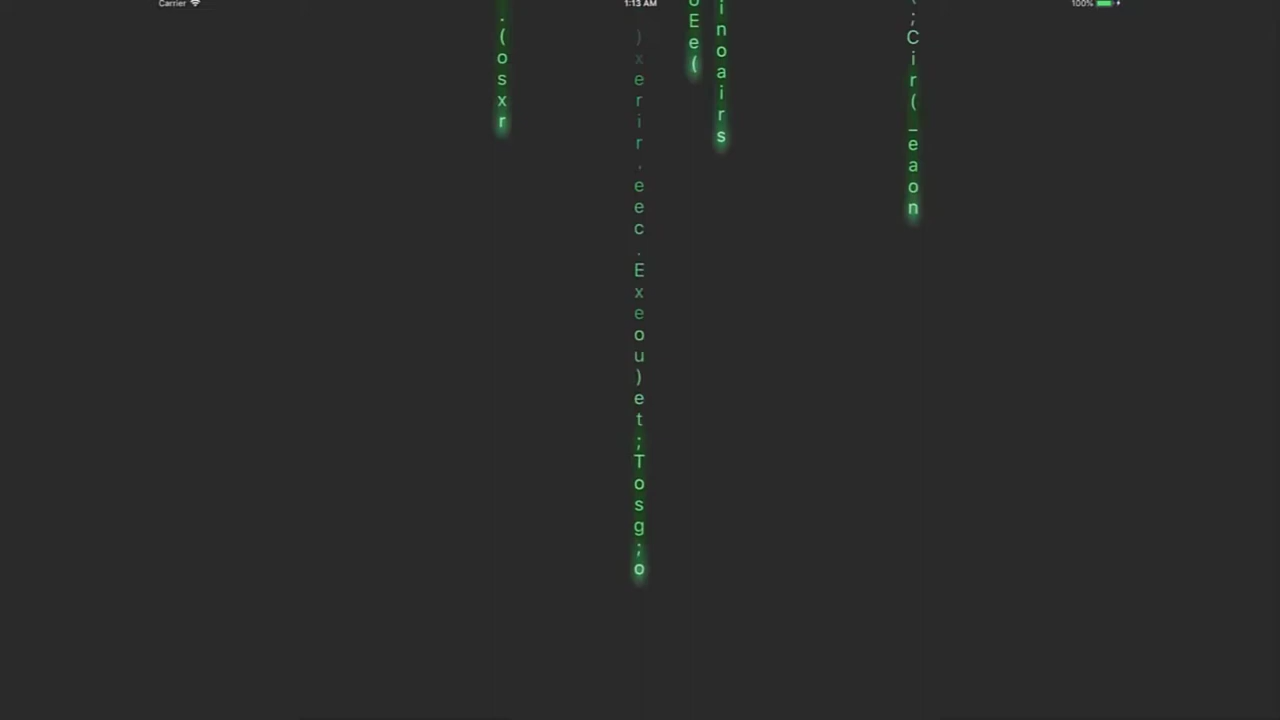 Carrier 1:13 AM 100%
.(osxr
)xerir.eec.Exeou)et;Tosg;o
oEe(
inoairs
;Cir(_eaon